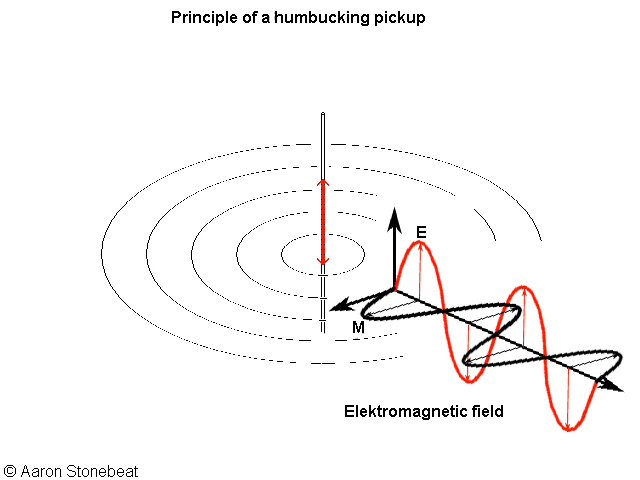 Principle of a humbucking pickup
E
M
Elektromagnetic field
© Aaron Stonebeat